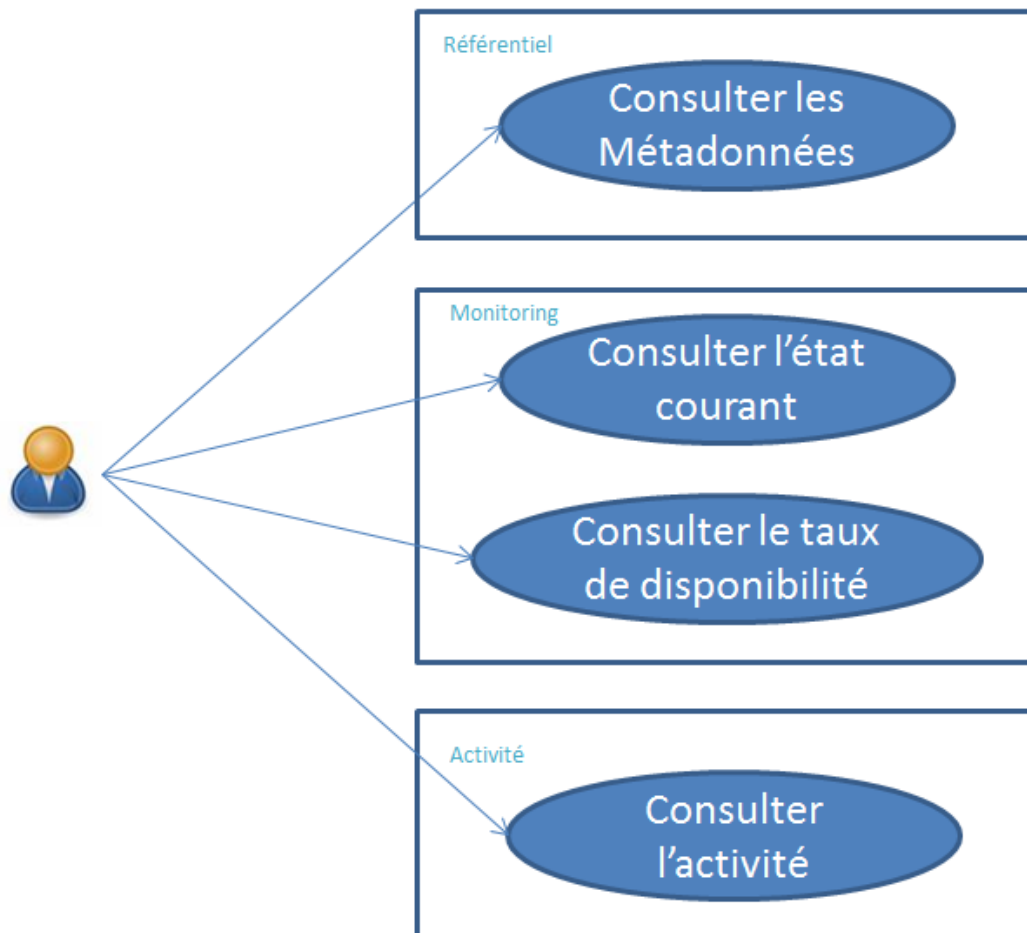 Référentiel
Consulter les
Métadonnées
Monitoring
Consulter l’état
courant
Consulter le taux
de disponibilité
Activité
Consulter
l’activité